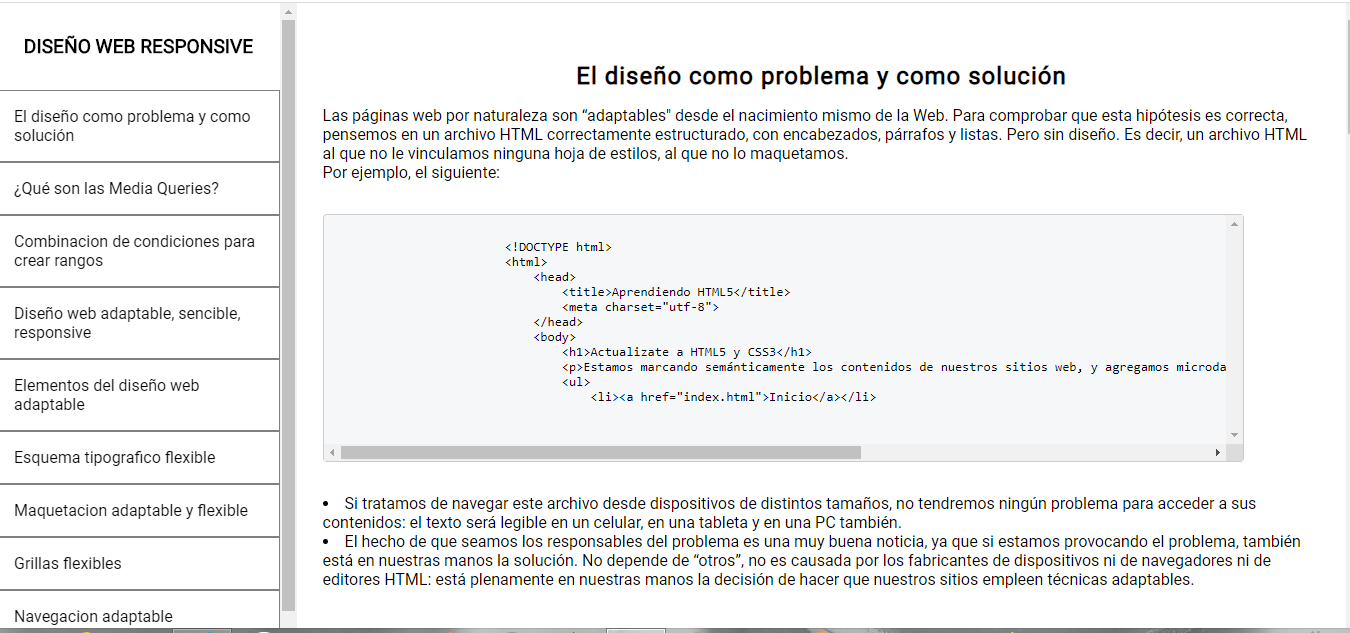 DISEÑO WEB RESPONSIVE
El diseño como problema y como
solución
¿Qué son las Media Queries?
Combinacion de condiciones para
crear rangos
Diseño web adaptable, sencible,
responsive
Elementos del diseño web
adaptable
Esquema tipografico flexible
Maquetacion adaptable y flexible
Grillas flexibles
Navegacion adaptable
El diseño como problema y como solución
Las páginas web por naturaleza son “adaptables" desde el nacimiento mismo de la Web. Para comprobar que esta hipótesis es correcta,
pensemos en un archivo HTML correctamente estructurado, con encabezados, párrafos y listas. Pero sin diseño. Es decir, un archivo HTML
al que no le vinculamos ninguna hoja de estilos, al que no lo maquetamos.
Por ejemplo, el siguiente:
<!DOCTYPE html>
<html>
<head>
<title>Aprendiendo HTML5</title>
<meta charset="utf-8">
</head>
<body>
<h1>Actualizate a HTML5 y CSS3</h1>
<p>Estamos marcando semánticamente los contenidos de nuestros sitios web, y agregamos microda
<ul>
<li><a href="index.html">Inicio</a></li>
• Si tratamos de navegar este archivo desde dispositivos de distintos tamaños, no tendremos ningún problema para acceder a sus
contenidos: el texto será legible en un celular, en una tableta y en una PC también.
• El hecho de que seamos los responsables del problema es una muy buena noticia, ya que si estamos provocando el problema, también
está en nuestras manos la solución. No depende de “otros”, no es causada por los fabricantes de dispositivos ni de navegadores ni de
editores HTML: está plenamente en nuestras manos la decisión de hacer que nuestros sitios empleen técnicas adaptables.